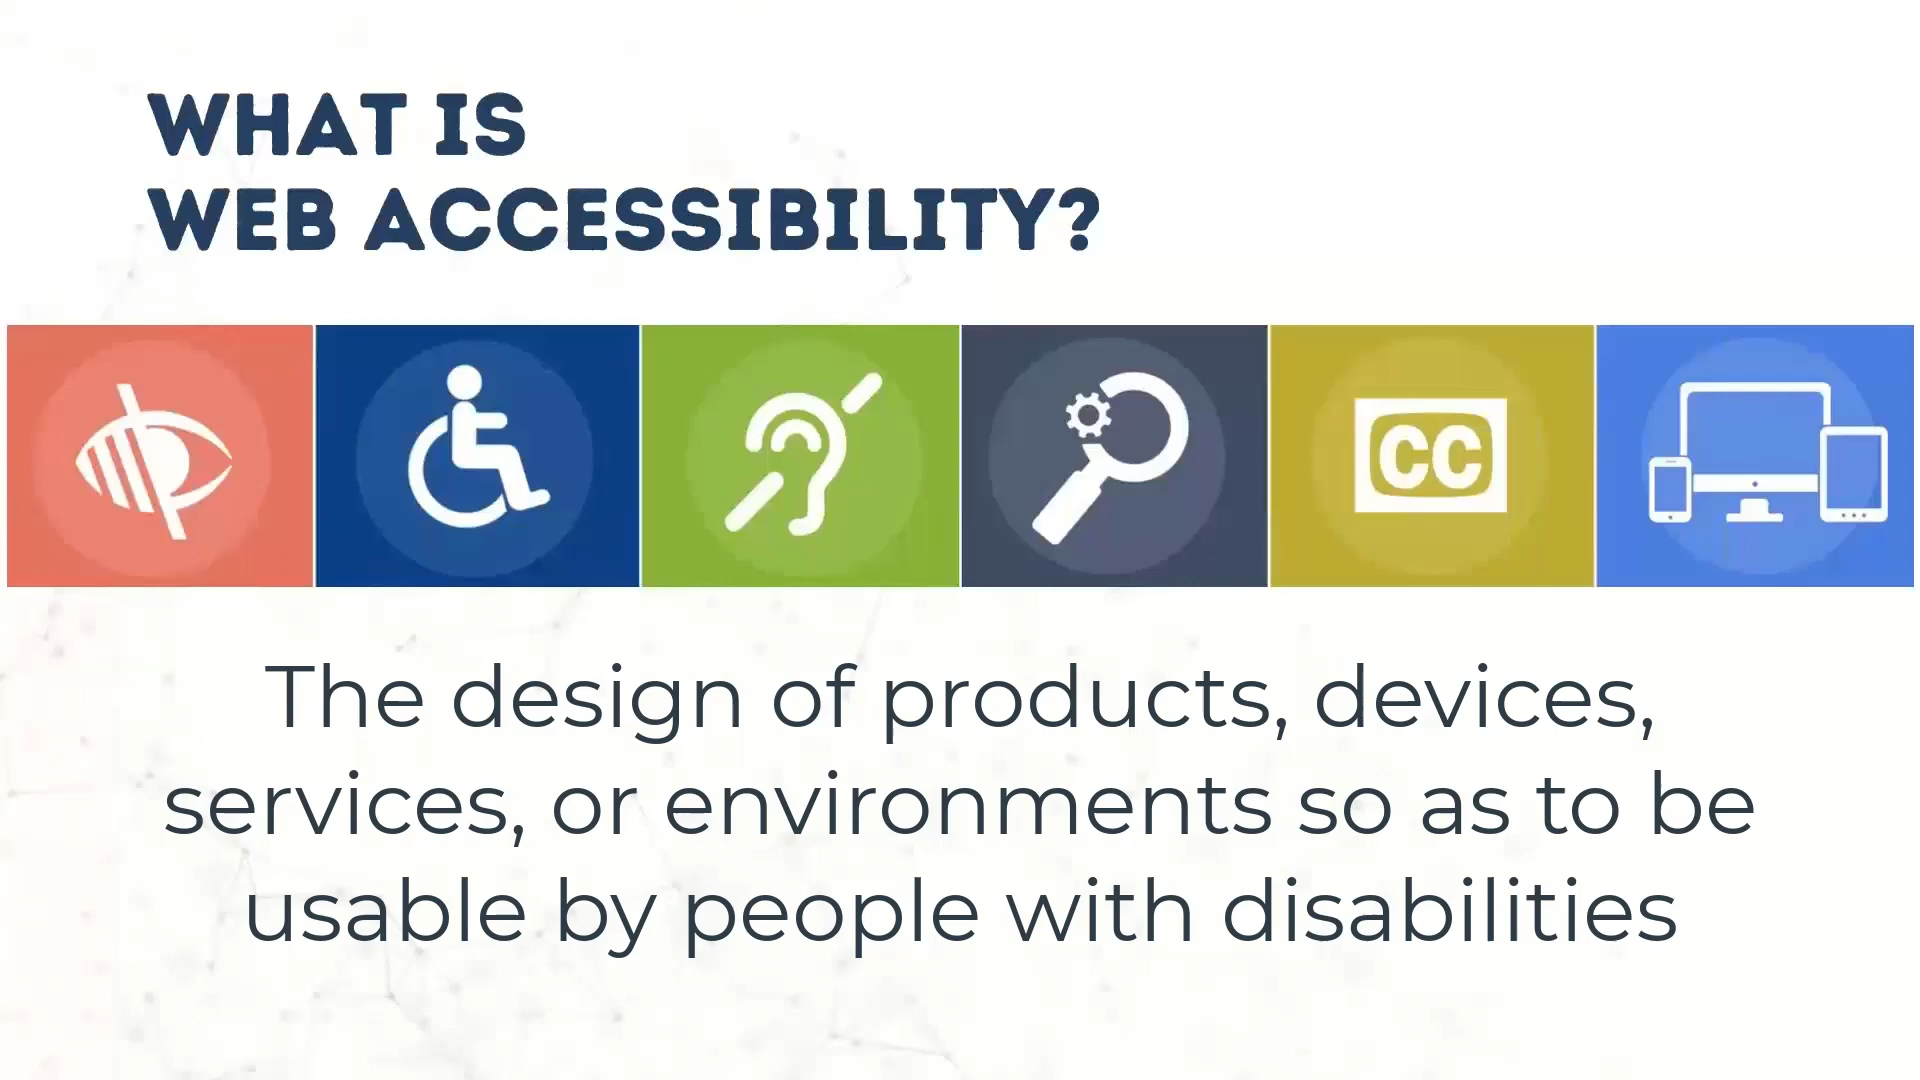 WHAT IS
WEB ACCESSIBILITY?
CC
The design of products, devices,
services, or environments so as to be
usable by people with disabilities